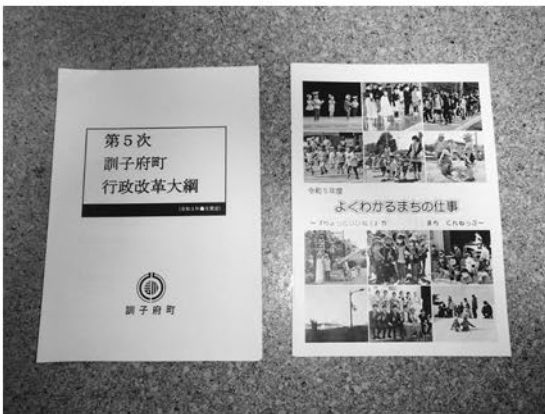 第5次
訓子府町
行政改革大綱
訓子府町
令和5年度
よくわかるまちの仕事